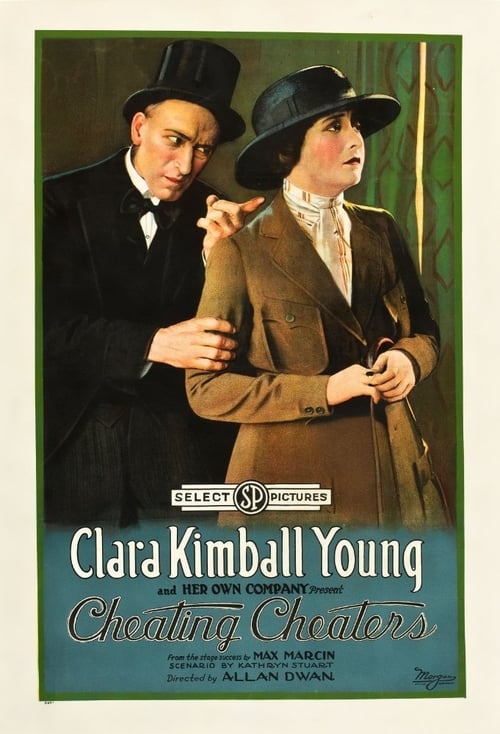 SELECT SP PICTURES
Clara Kimball Young
and HER OWN COMPANY Present
Cheating Cheaters
From the stage success by MAX MARCIN
SCENARIO BY KATHRYN STUART
Directed by ALLAN DWAN
Morgan